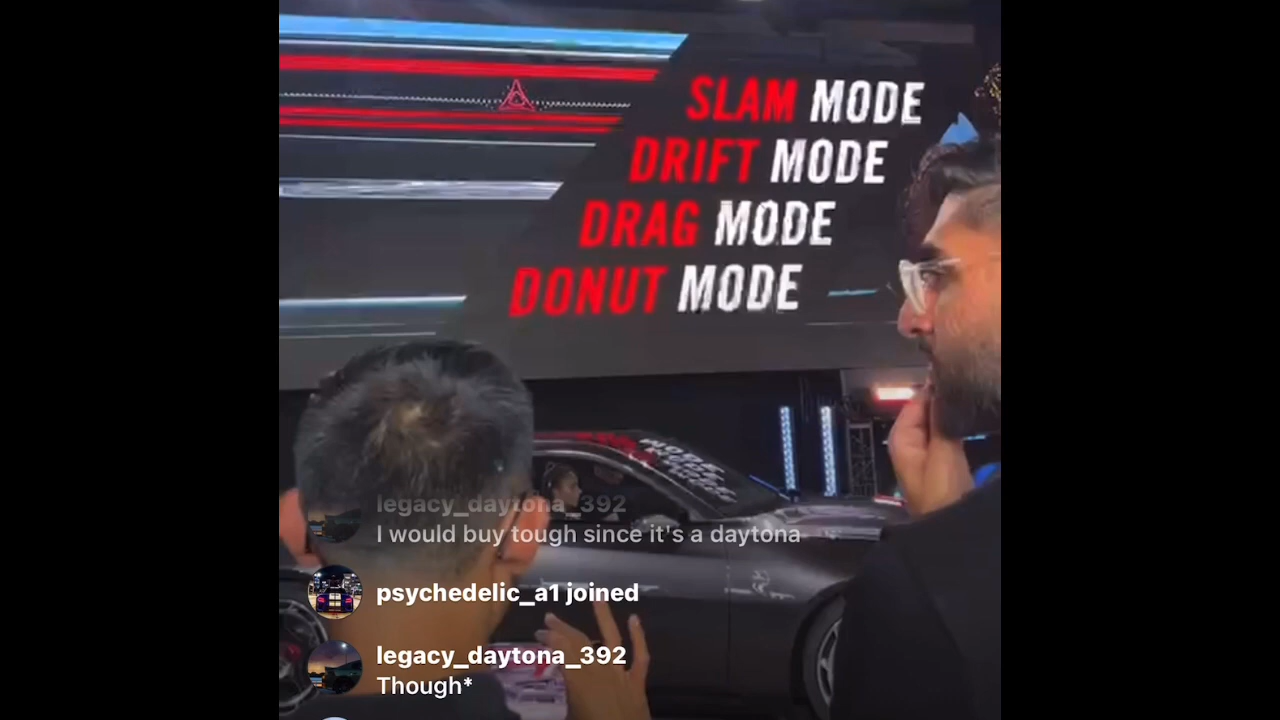 SLAM MODE
DRIFT MODE
DRAG MODE
DONUT MODE
legacy_daytona_392
I would buy tough since it's a daytona
psychedelic_a1 joined
legacy_daytona_392
Though*